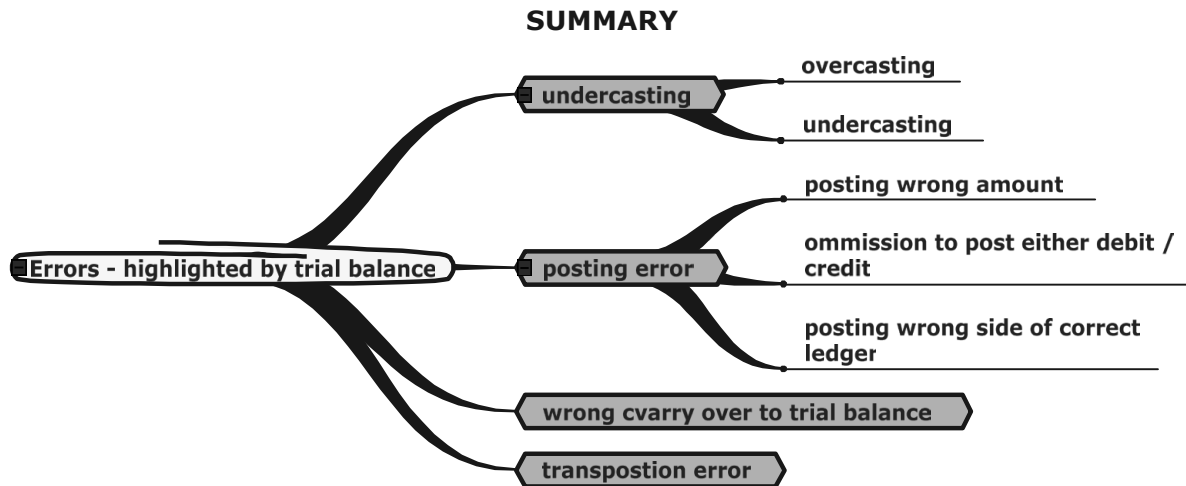 SUMMARY
overcasting
undercasting
undercasting
posting wrong amount
ommission to post either debit /
credit
Errors - highlighted by trial balance
posting error
posting wrong side of correct
ledger
wrong cvarry over to trial balance
transpostion error